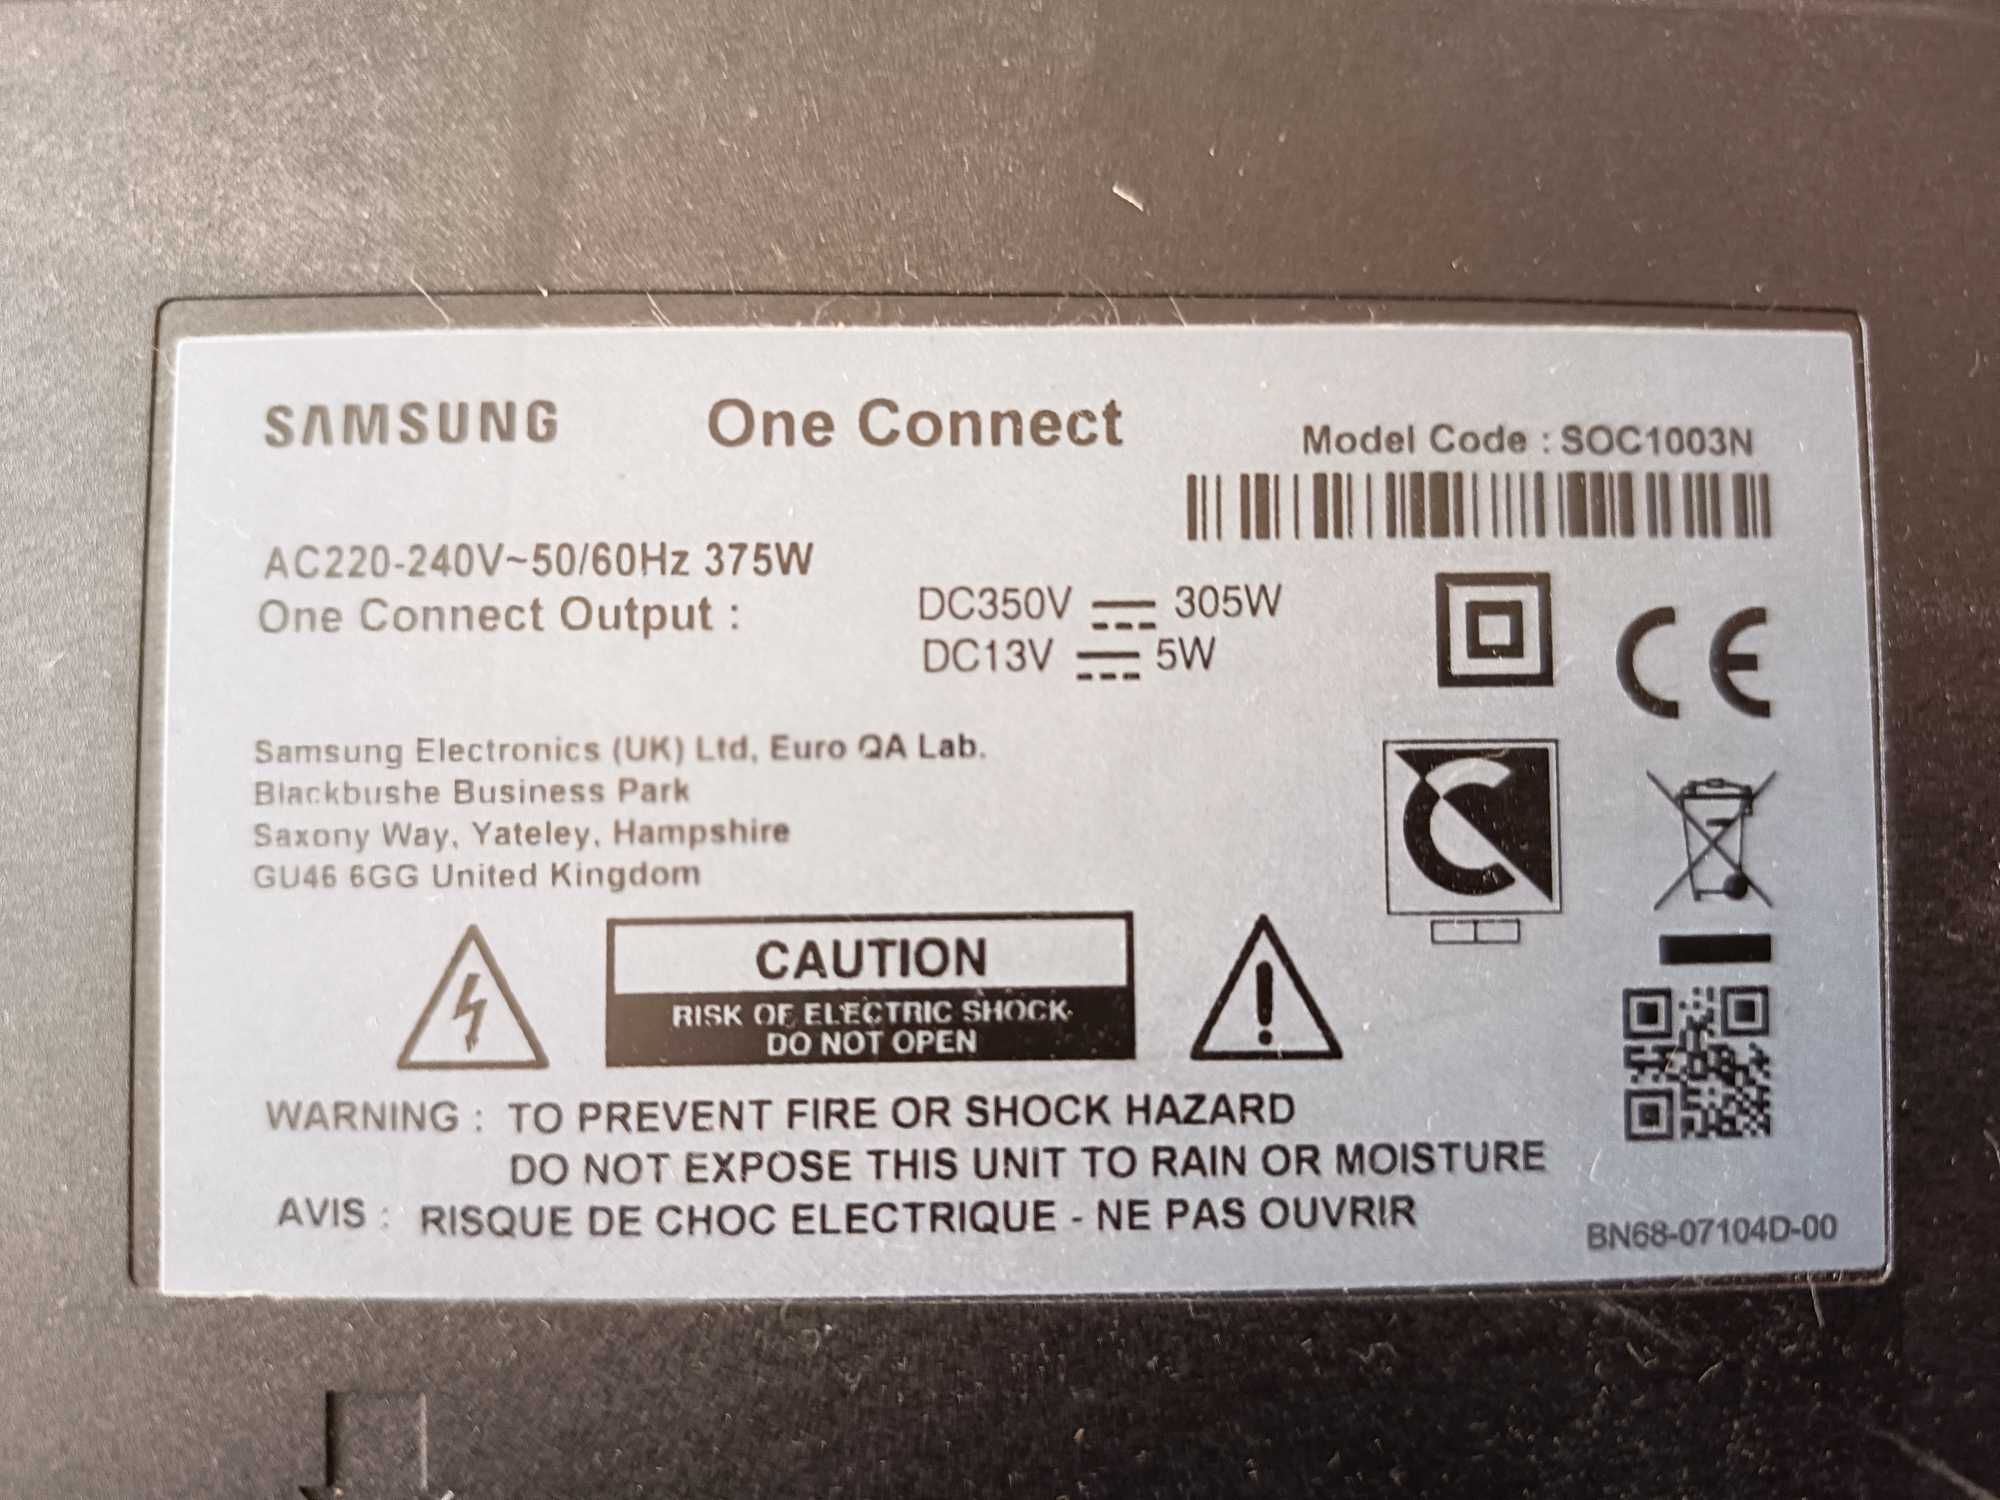 SAMSUNG One Connect
Model Code : SOC1003N
AC220-240V~50/60Hz 375W
One Connect Output : DC350V 305W
DC13V 5W
Samsung Electronics (UK) Ltd, Euro QA Lab.
Blackbushe Business Park
Saxony Way, Yateley, Hampshire
GU46 6GG United Kingdom
CE
C
CAUTION
RISK OF ELECTRIC SHOCK
DO NOT OPEN
WARNING : TO PREVENT FIRE OR SHOCK HAZARD
DO NOT EXPOSE THIS UNIT TO RAIN OR MOISTURE
AVIS : RISQUE DE CHOC ELECTRIQUE - NE PAS OUVRIR
BN68-07104D-00